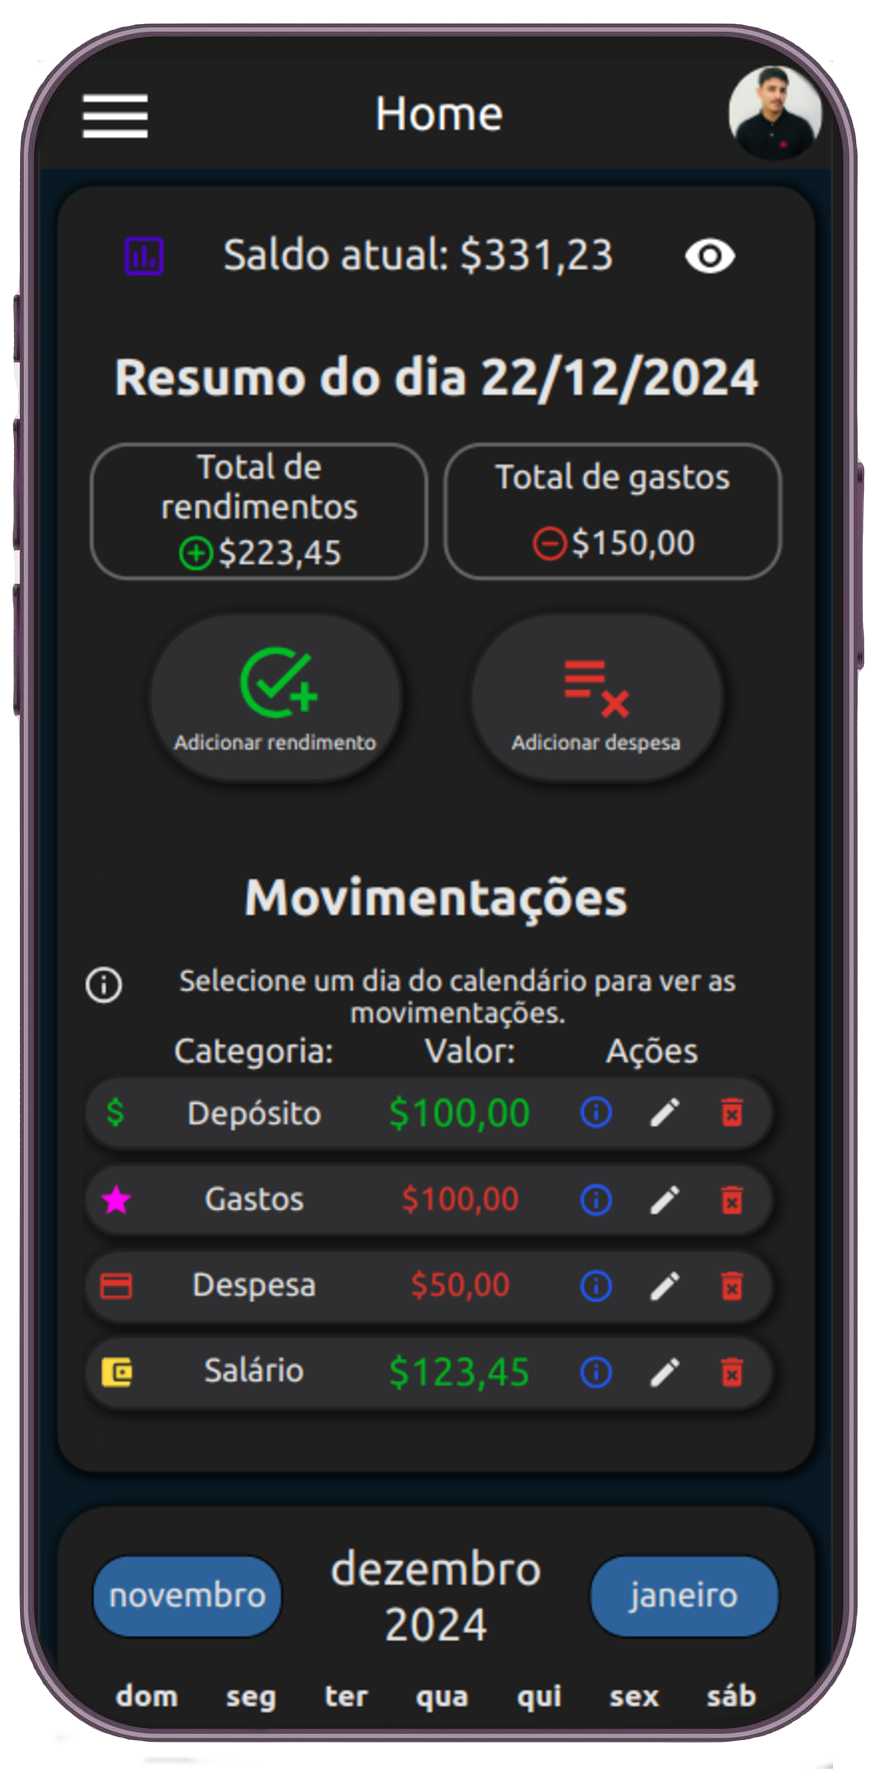 Home
Saldo atual: $331,23
Resumo do dia 22/12/2024
Total de
rendimentos
$223,45
Total de gastos
$150,00
Adicionar rendimento
Adicionar despesa
Movimentações
Selecione um dia do calendário para ver as
movimentações.
Categoria: Valor: Ações
Depósito $100,00
Gastos $100,00
Despesa $50,00
Salário $123,45
novembro
dezembro
2024
janeiro
dom seg ter qua qui sex sáb